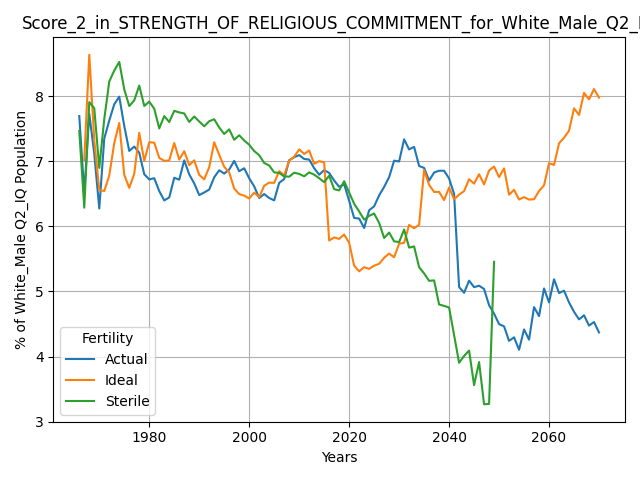 Score_2_in_STRENGTH_OF_RELIGIOUS_COMMITMENT_for_White_Male_Q2_I
% of White_Male Q2_IQ Population
8
7
6
5
4
3
Fertility
Actual
Ideal
Sterile
1980 2000 2020 2040 2060
Years